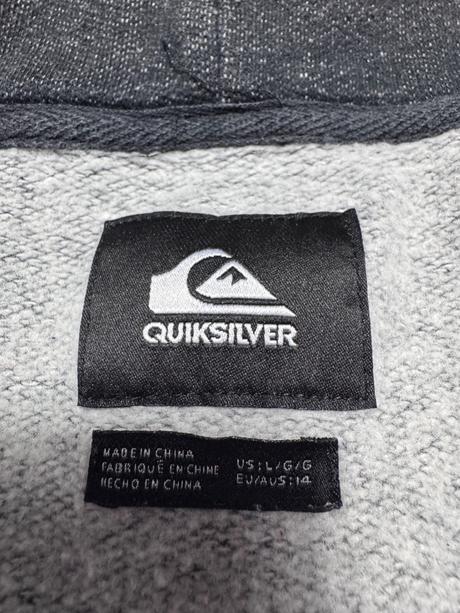 QUIKSILVER
MADE IN CHINA
FABRIQUÉ EN CHINE
HECHO EN CHINA
US:L/G/G
EU/AUS:14